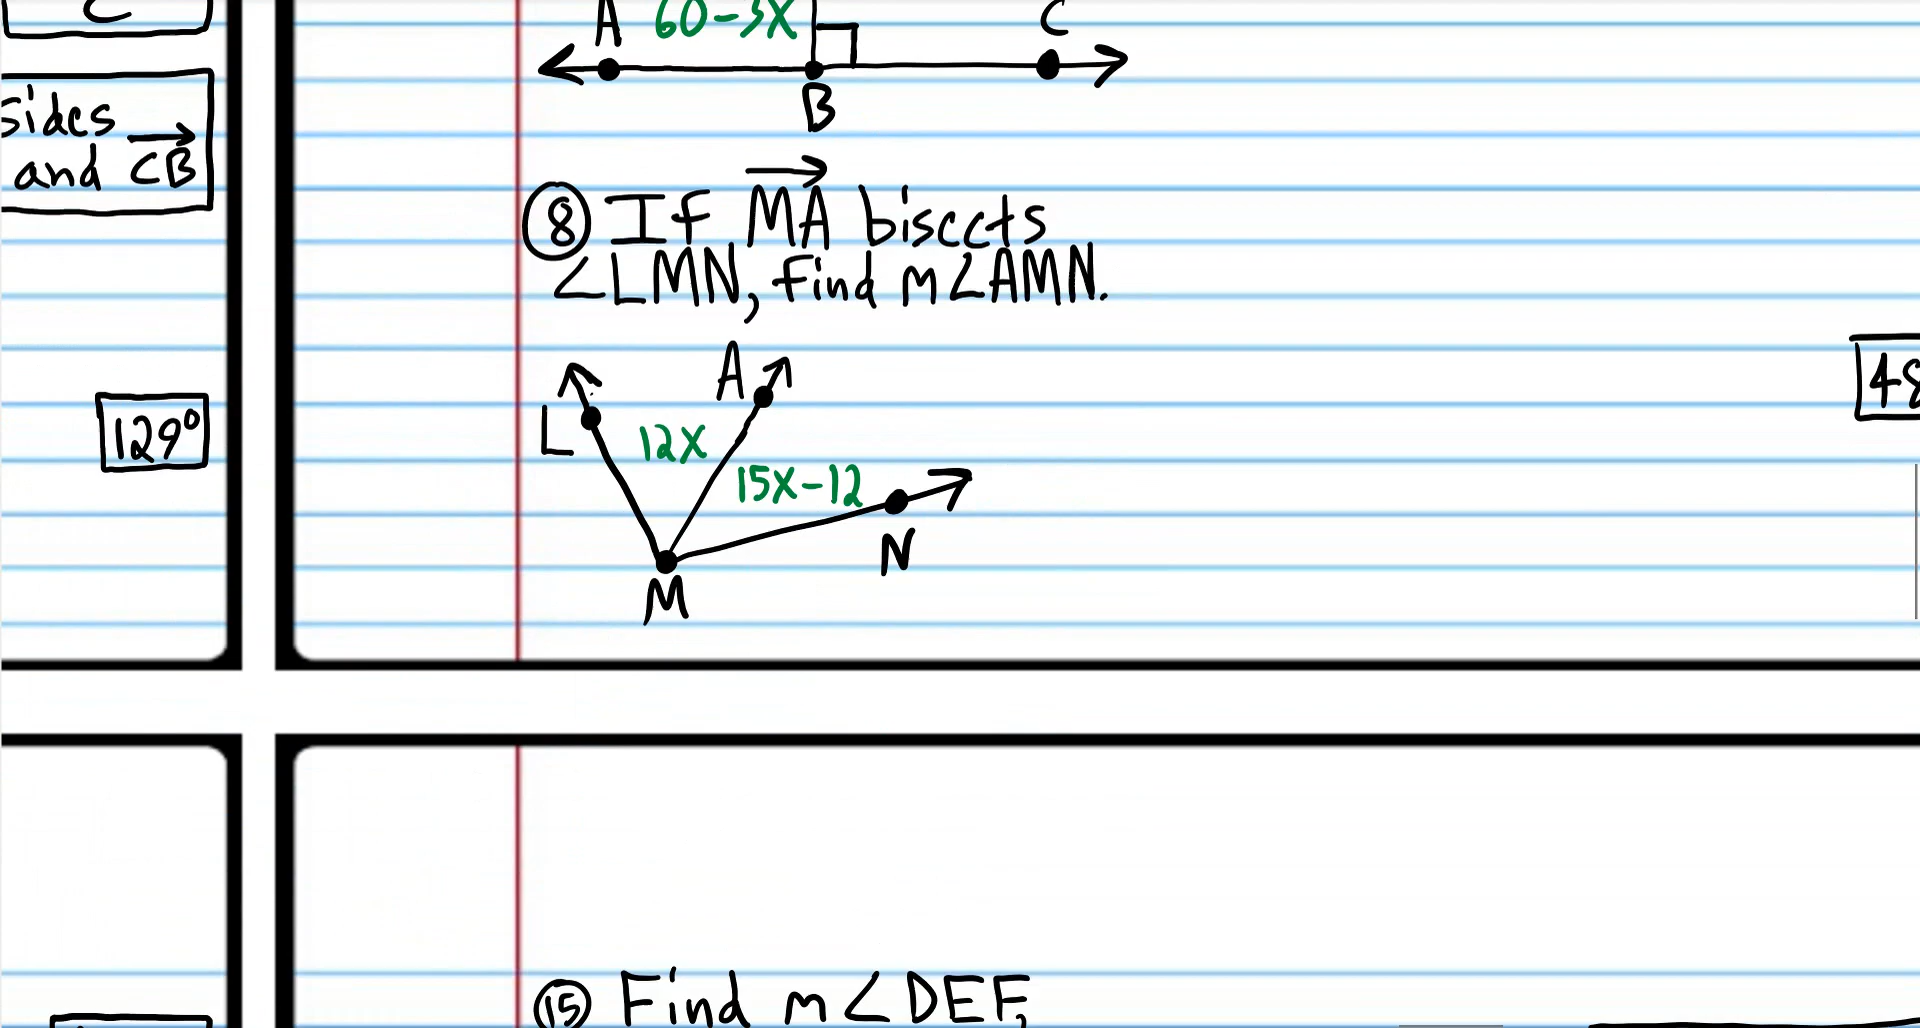 C
sides
and CB
129°
A 60-3X C
B
⑧ If MA bisects
∠LMN, find m∠AMN.
L A
12X
15X-12
N
M
48
⑮ Find m∠DEF,